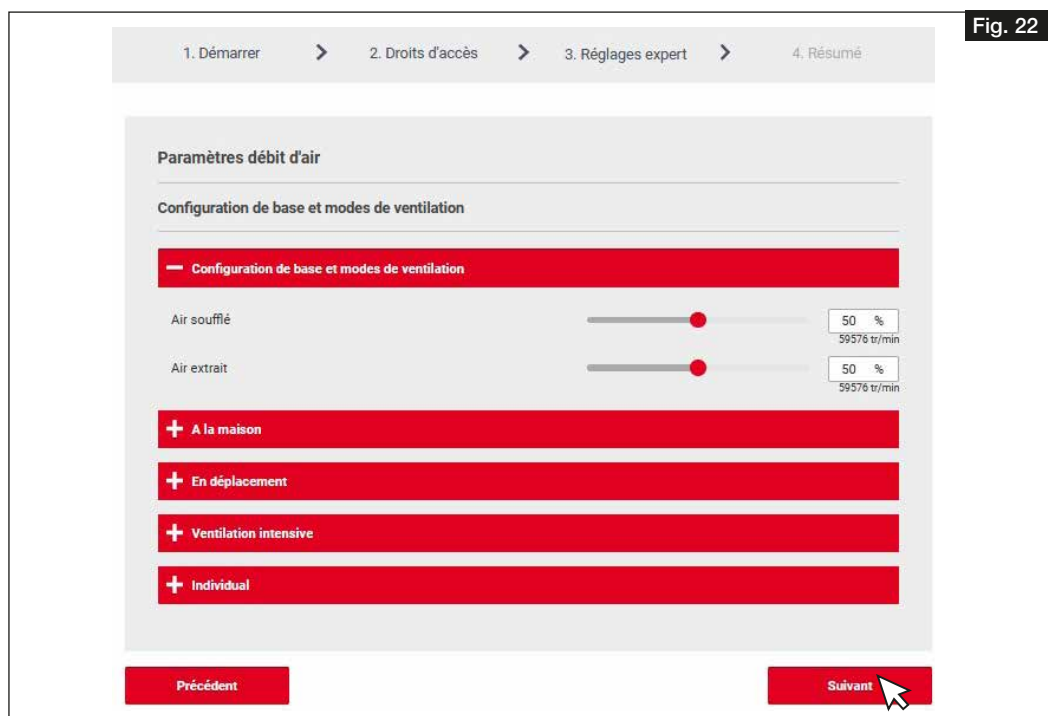 Fig. 22
1. Démarrer > 2. Droits d'accès > 3. Réglages expert > 4. Résumé
Paramètres débit d'air
Configuration de base et modes de ventilation
− Configuration de base et modes de ventilation
Air soufflé 50 %
59576 tr/min
Air extrait 50 %
59576 tr/min
+ A la maison
+ En déplacement
+ Ventilation intensive
+ Individual
Précédent Suivant